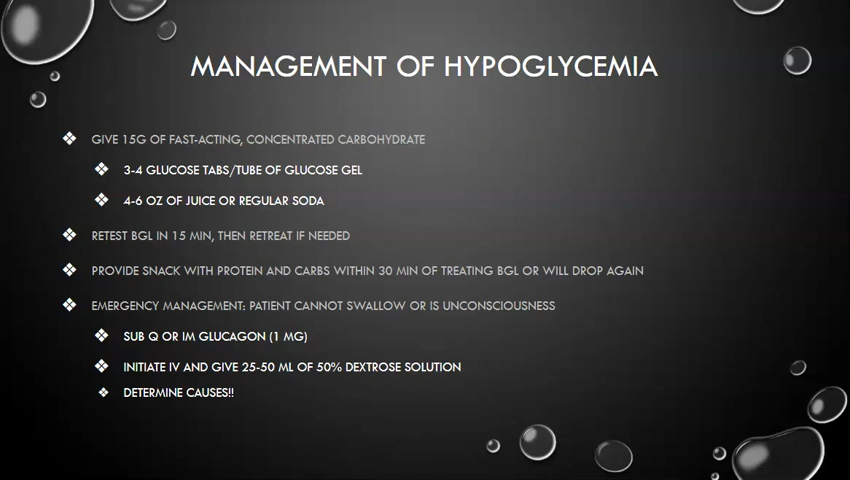 MANAGEMENT OF HYPOGLYCEMIA
❖ GIVE 15G OF FAST-ACTING, CONCENTRATED CARBOHYDRATE
❖ 3-4 GLUCOSE TABS/TUBE OF GLUCOSE GEL
❖ 4-6 OZ OF JUICE OR REGULAR SODA
❖ RETEST BGL IN 15 MIN, THEN RETREAT IF NEEDED
❖ PROVIDE SNACK WITH PROTEIN AND CARBS WITHIN 30 MIN OF TREATING BGL OR WILL DROP AGAIN
❖ EMERGENCY MANAGEMENT: PATIENT CANNOT SWALLOW OR IS UNCONSCIOUSNESS
❖ SUB Q OR IM GLUCAGON (1 MG)
❖ INITIATE IV AND GIVE 25-50 ML OF 50% DEXTROSE SOLUTION
❖ DETERMINE CAUSES!!